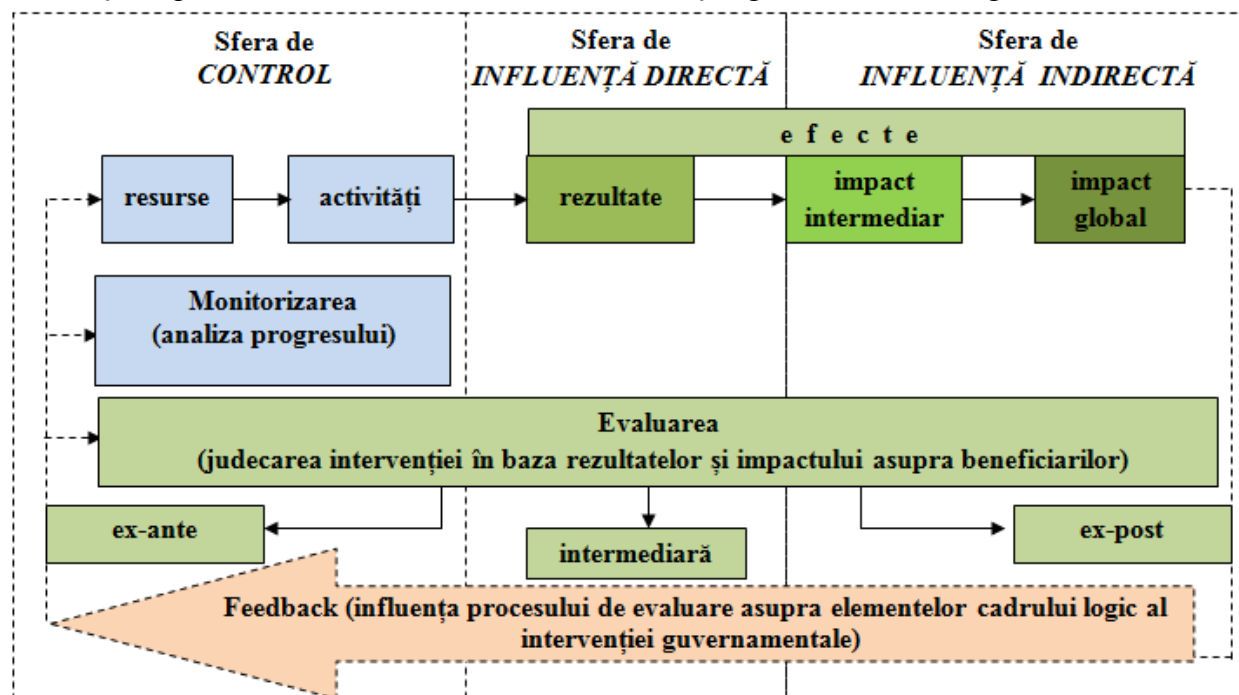 Sfera de
CONTROL
Sfera de
INFLUENȚĂ DIRECTĂ
Sfera de
INFLUENȚĂ INDIRECTĂ
e f e c t e
resurse
activități
rezultate
impact
intermediar
impact
global
Monitorizarea
(analiza progresului)
Evaluarea
(judecarea intervenției în baza rezultatelor și impactului asupra beneficiarilor)
ex-ante
intermediară
ex-post
Feedback (influența procesului de evaluare asupra elementelor cadrului logic al
intervenției guvernamentale)